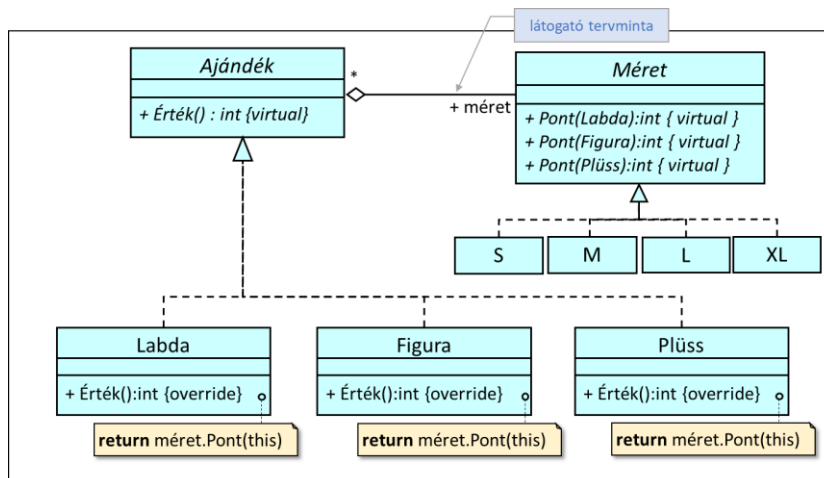 látogató tervminta
Ajándék
+ Érték() : int {virtual}
*
+ méret
Méret
+ Pont(Labda):int { virtual }
+ Pont(Figura):int { virtual }
+ Pont(Plüss):int { virtual }
S
M
L
XL
Labda
+ Érték():int {override}
return méret.Pont(this)
Figura
+ Érték():int {override}
return méret.Pont(this)
Plüss
+ Érték():int {override}
return méret.Pont(this)